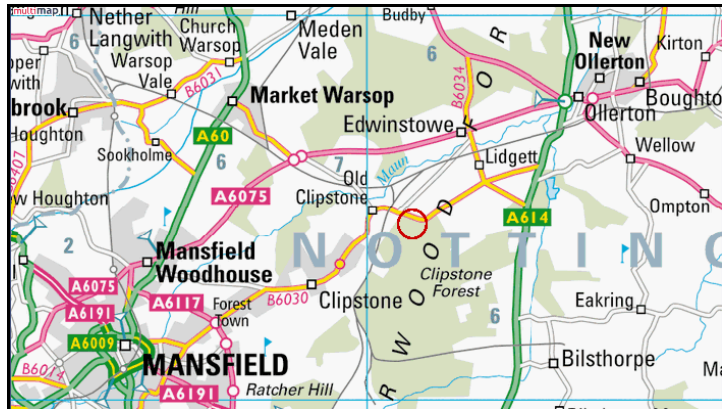 multimap
Nether
Langwith
Church
Warsop
Meden
Vale
Budby
6
6
R
New
Ollerton
Kirton
Warsop
Vale
B6031
B6034
O
Market Warsop
A60
Edwinstowe
F
Ollerton
Houghton
Sookholme
6
7
Maun
Lidgett
Wellow
Old
Clipstone
A6075
w Houghton
D
A614
Ompton
2
Mansfield
Woodhouse
N O T T I N
O
Clipstone
Forest
A6075
A6117
Forest
Town
B6030
Clipstone
O
Eakring
A6191
6
A6009
W
MANSFIELD
B6014
Bilsthorpe
A6191
Ratcher Hill
R